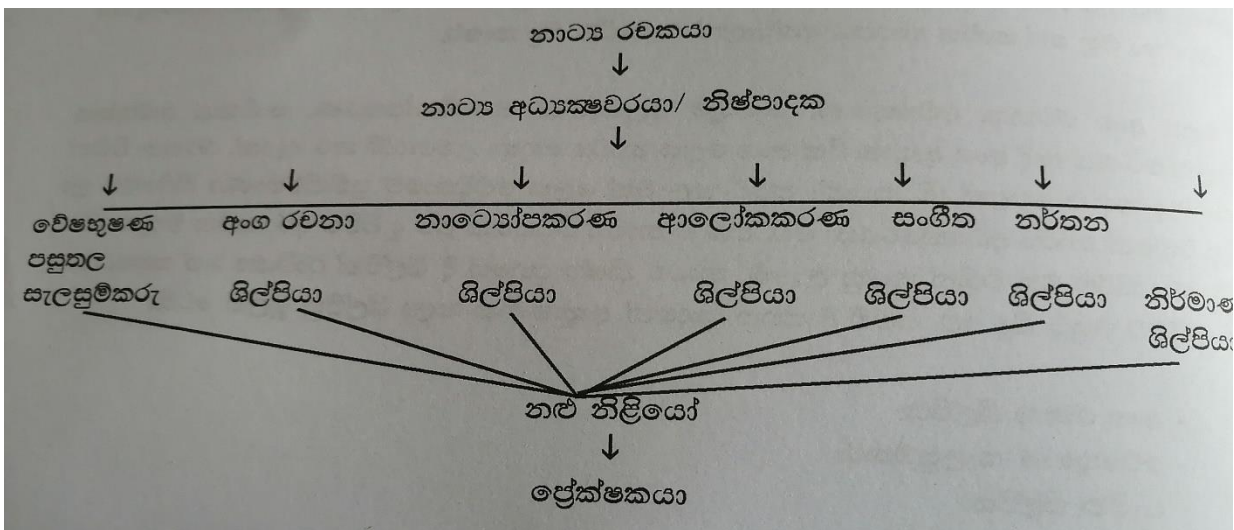 නාට්‍ය රචකයා
නාට්‍ය අධ්‍යක්ෂවරයා/ නිෂ්පාදක
වේෂභූෂණ අංග රචනා නාට්‍යෝපකරණ ආලෝකකරණ සංගීත නර්තන
පසුතල
සැලසුම්කරු ශිල්පියා ශිල්පියා ශිල්පියා ශිල්පියා ශිල්පියා නිර්මාණ
ශිල්පියා
නළු නිළියෝ
ප්‍රේක්ෂකයා